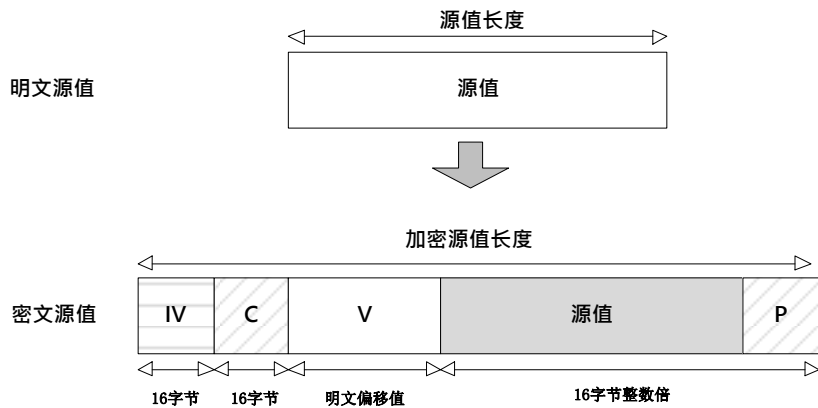 源值长度
明文源值
源值
加密源值长度
密文源值
IV
C
V
源值
P
16字节
16字节
明文偏移值
16字节整数倍